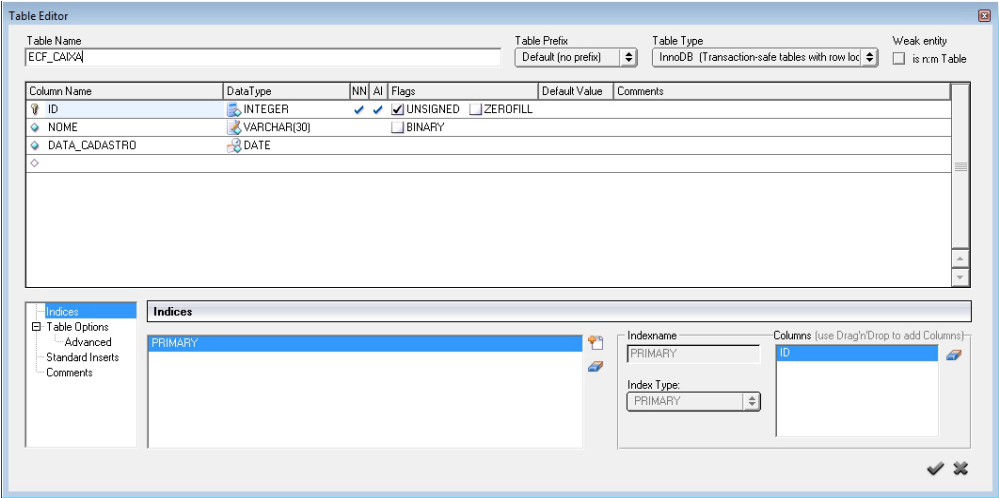 Table Editor
Table Name Table Prefix Table Type Weak entity
ECF_CAIXA Default (no prefix) InnoDB (Transaction-safe tables with row loc is n:m Table
Column Name DataType NN AI Flags Default Value Comments
ID INTEGER UNSIGNED ZEROFILL
NOME VARCHAR(30) BINARY
DATA_CADASTRO DATE
Indices Indices
Table Options
Advanced
Standard Inserts
Comments
PRIMARY
Indexname
PRIMARY
Index Type:
PRIMARY
Columns (use Drag'n'Drop to add Columns)
ID